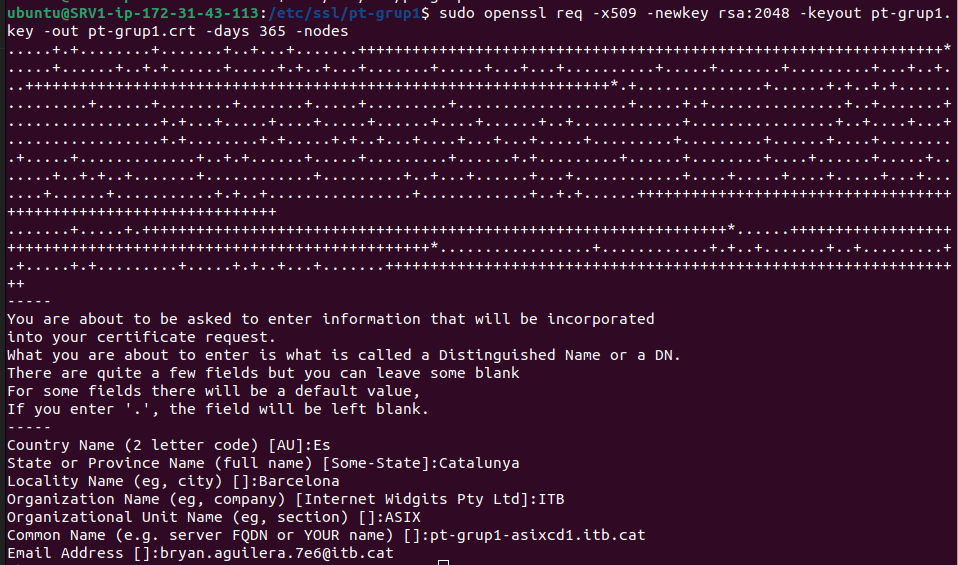 ubuntu@SRV1-ip-172-31-43-113:/etc/ssl/pt-grup1$ sudo openssl req -x509 -newkey rsa:2048 -keyout pt-grup1.
key -out pt-grup1.crt -days 365 -nodes
-----
You are about to be asked to enter information that will be incorporated
into your certificate request.
What you are about to enter is what is called a Distinguished Name or a DN.
There are quite a few fields but you can leave some blank
For some fields there will be a default value,
If you enter '.', the field will be left blank.
-----
Country Name (2 letter code) [AU]:Es
State or Province Name (full name) [Some-State]:Catalunya
Locality Name (eg, city) []:Barcelona
Organization Name (eg, company) [Internet Widgits Pty Ltd]:ITB
Organizational Unit Name (eg, section) []:ASIX
Common Name (e.g. server FQDN or YOUR name) []:pt-grup1-asixcd1.itb.cat
Email Address []:bryan.aguilera.7e6@itb.cat